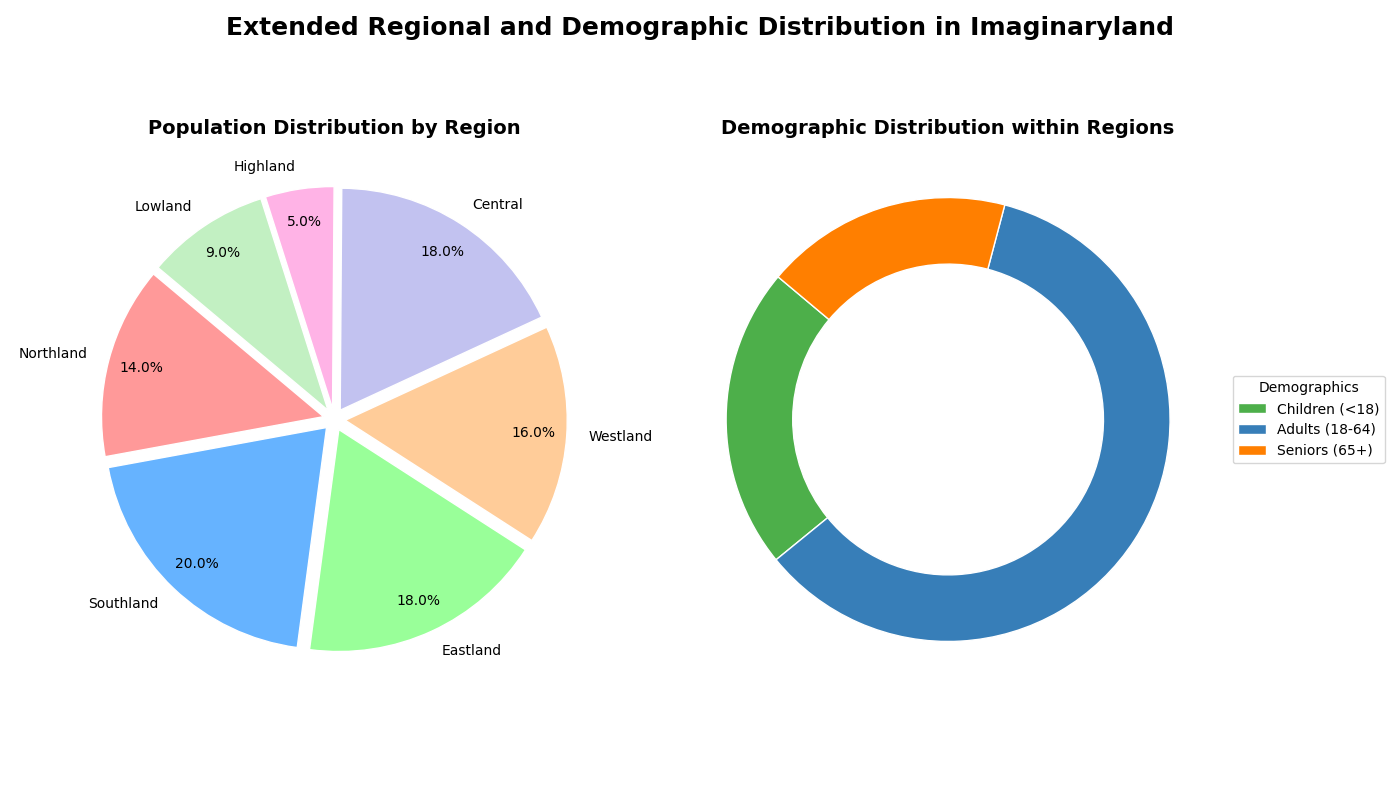 Extended Regional and Demographic Distribution in Imaginaryland
Population Distribution by Region
Highland
Lowland
Central
5.0%
9.0%
18.0%
Northland
14.0%
16.0%
Westland
20.0%
18.0%
Southland
Eastland
Demographic Distribution within Regions
Demographics
Children (<18)
Adults (18-64)
Seniors (65+)